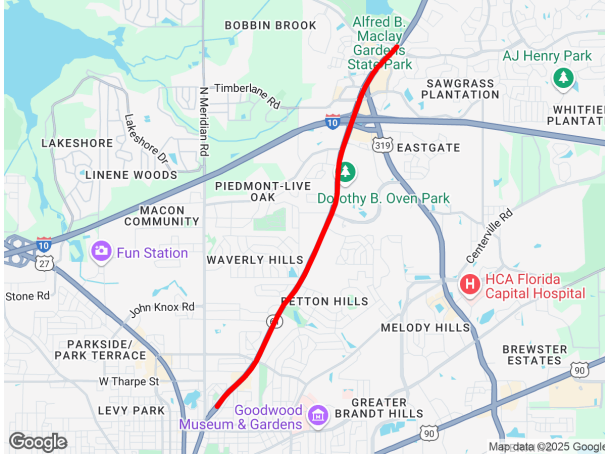 BOBBIN BROOK
Alfred B.
Maclay
Gardens
State Park
AJ Henry Park
Timberlane Rd
SAWGRASS
PLANTATION
N Meridian Rd
WHITFIEL
PLANTATI
10
Lakeshore Dr
LAKESHORE
319
EASTGATE
LINENE WOODS
PIEDMONT-LIVE
OAK
Dorothy B. Oven Park
MACON
COMMUNITY
Centerville Rd
10
27
Fun Station
WAVERLY HILLS
HCA Florida
Capital Hospital
Stone Rd
John Knox Rd
BETTON HILLS
MELODY HILLS
PARKSIDE/
PARK TERRACE
BREWSTER
ESTATES
90
W Tharpe St
LEVY PARK
Goodwood
Museum & Gardens
GREATER
BRANDT HILLS
90
Google
Map data ©2025 Google